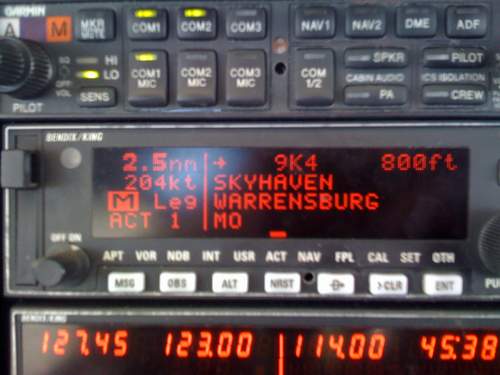 GARMIN
A M MKR MUTE COM1 COM2 COM3 NAV1 NAV2 DME ADF
HI
LO
SENS
OFF
VOL
PILOT
COM1 MIC COM2 MIC COM3 MIC COM 1/2
SPKR PILOT
CABIN AUDIO ICS ISOLATION
PA CREW
BENDIX/KING
2.5nm → 9K4 800ft
204kt SKYHAVEN
M Leg WARRENSBURG
ACT 1 MO
OFF ON
APT VOR NDB INT USR ACT NAV FPL CAL SET OTH
MSG OBS ALT NRST D >CLR ENT
BENDIX/KING
127.45 123.00 114.00 45:38